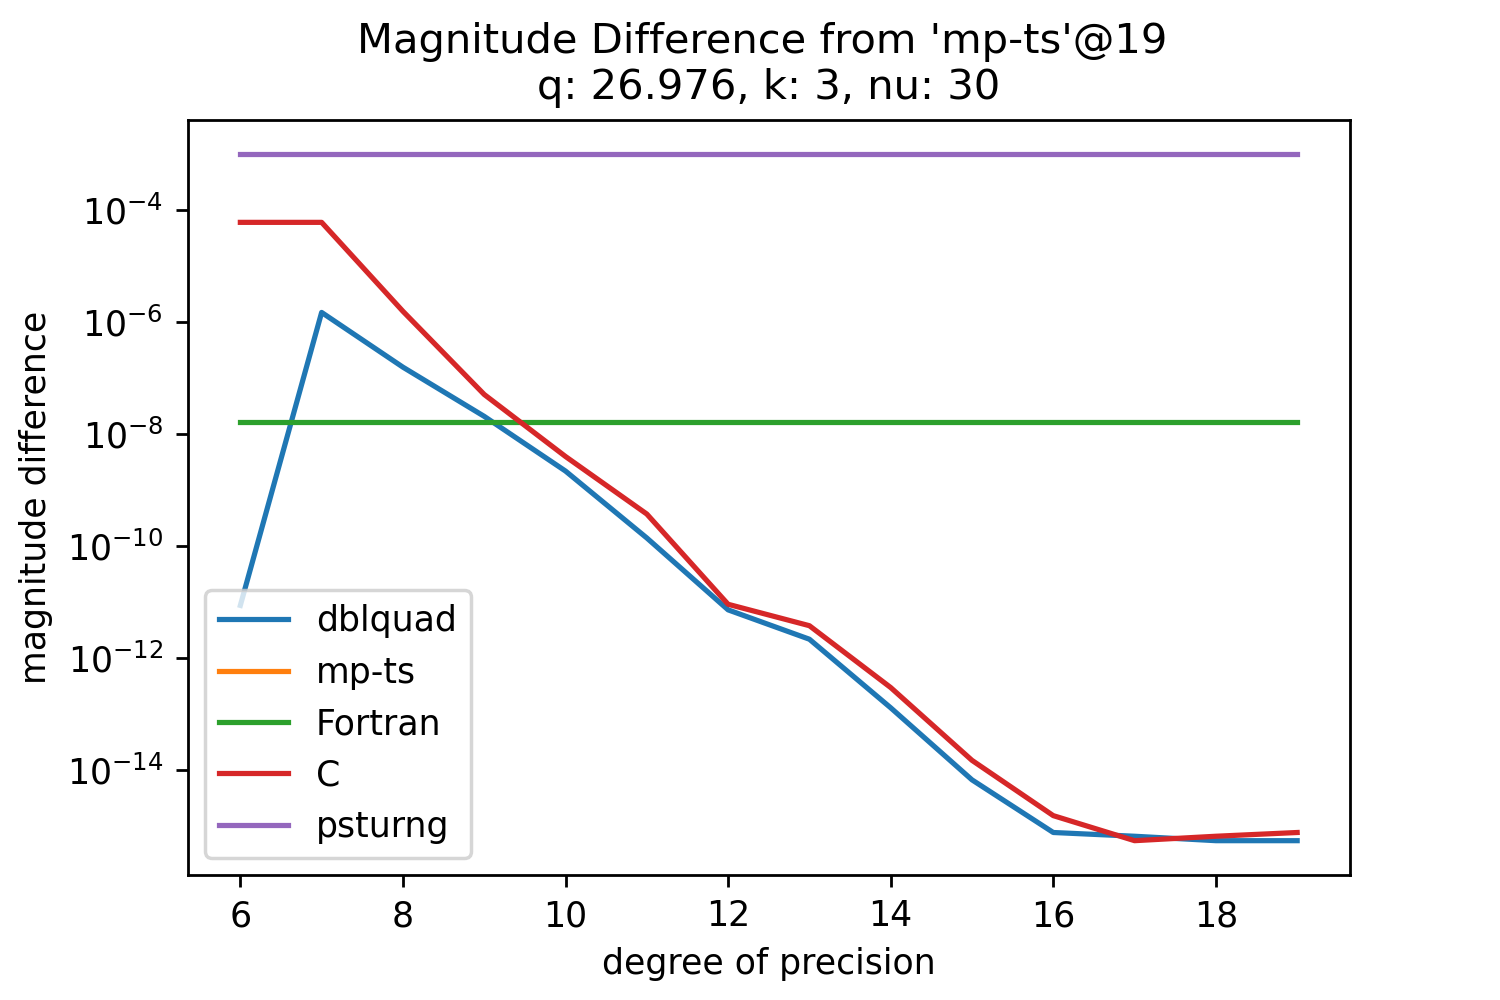 Magnitude Difference from 'mp-ts'@19
q: 26.976, k: 3, nu: 30
magnitude difference
10⁻⁴
10⁻⁶
10⁻⁸
10⁻¹⁰
10⁻¹²
10⁻¹⁴
dblquad
mp-ts
Fortran
C
psturng
6 8 10 12 14 16 18
degree of precision